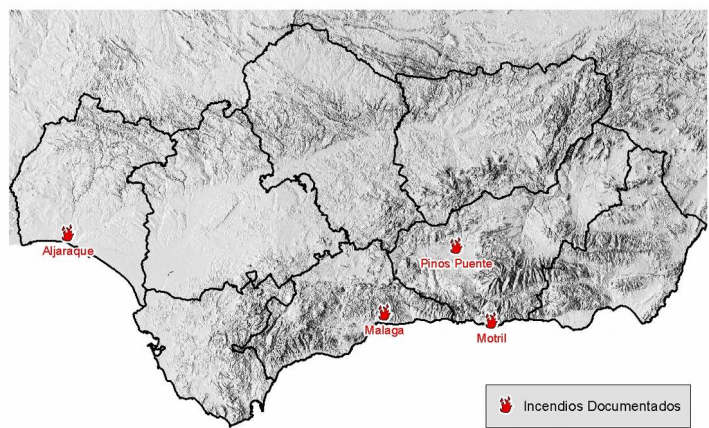 Aljaraque
Pinos Puente
Malaga
Motril
Incendios Documentados